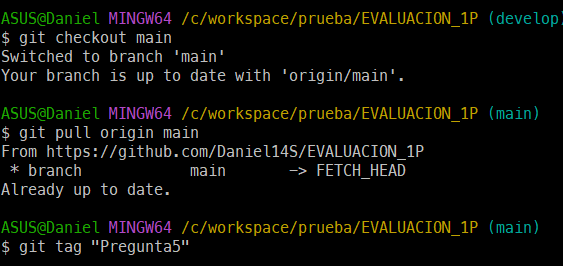 ASUS@Daniel MINGW64 /c/workspace/prueba/EVALUACION_1P (develop)
$ git checkout main
Switched to branch 'main'
Your branch is up to date with 'origin/main'.
ASUS@Daniel MINGW64 /c/workspace/prueba/EVALUACION_1P (main)
$ git pull origin main
From https://github.com/Daniel14S/EVALUACION_1P
 * branch            main       -> FETCH_HEAD
Already up to date.
ASUS@Daniel MINGW64 /c/workspace/prueba/EVALUACION_1P (main)
$ git tag "Pregunta5"